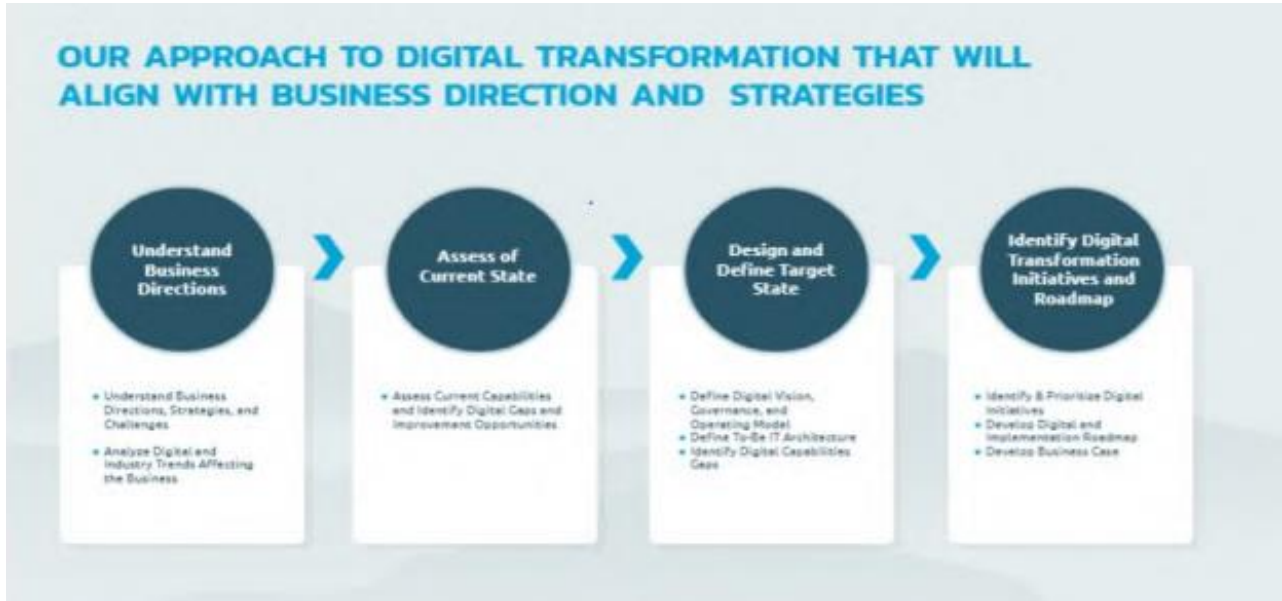 OUR APPROACH TO DIGITAL TRANSFORMATION THAT WILL
ALIGN WITH BUSINESS DIRECTION AND STRATEGIES
Understand
Business
Directions
• Understand Business
Directions, Strategies, and
Challenges
• Analyze Digital and
Industry Trends Affecting
the Business
Assess of
Current State
• Assess Current Capabilities
and Identify Digital Gaps and
Improvement Opportunities
Design and
Define Target
State
• Define Digital Vision,
Governance, and
Operating Model
• Define To-Be IT Architecture
• Identify Digital Capabilities
Gaps
Identify Digital
Transformation
Initiatives and
Roadmap
• Identify & Prioritize Digital
Initiatives
• Develop Digital and
Implementation Roadmap
• Develop Business Case